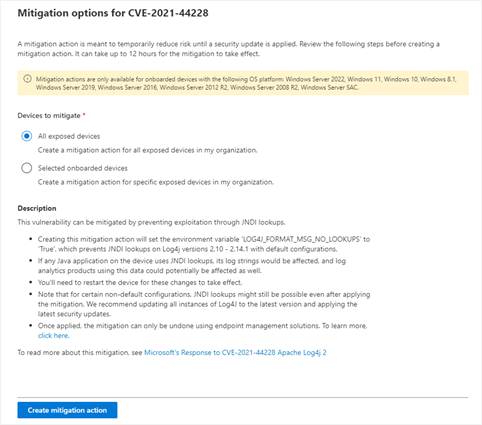 Mitigation options for CVE-2021-44228
A mitigation action is meant to temporarily reduce risk until a security update is applied. Review the following steps before creating a
mitigation action. It can take up to 12 hours for the mitigation to take effect.
Mitigation actions are only available for onboarded devices with the following OS platform: Windows Server 2022, Windows 11, Windows 10, Windows 8.1,
Windows Server 2019, Windows Server 2016, Windows Server 2012 R2, Windows Server 2008 R2, Windows Server SAC.
Devices to mitigate *
All exposed devices
Create a mitigation action for all exposed devices in my organization.
Selected onboarded devices
Create a mitigation action for specific exposed devices in my organization.
Description
This vulnerability can be mitigated by preventing exploitation through JNDI lookups.
• Creating this mitigation action will set the environment variable 'LOG4J_FORMAT_MSG_NO_LOOKUPS' to
'True', which prevents JNDI lookups on Log4j versions 2.10 - 2.14.1 with default configurations.
• If any Java application on the device uses JNDI lookups, its log strings would be affected, and log
analytics products using this data could potentially be affected as well.
• You'll need to restart the device for these changes to take effect.
• Note that for certain non-default configurations, JNDI lookups might still be possible even after applying
the mitigation. We recommend updating all instances of Log4J to the latest version and applying the
latest security updates.
• Once applied, the mitigation can only be undone using endpoint management solutions. To learn more,
click here.
To read more about this mitigation, see Microsoft's Response to CVE-2021-44228 Apache Log4j 2
Create mitigation action